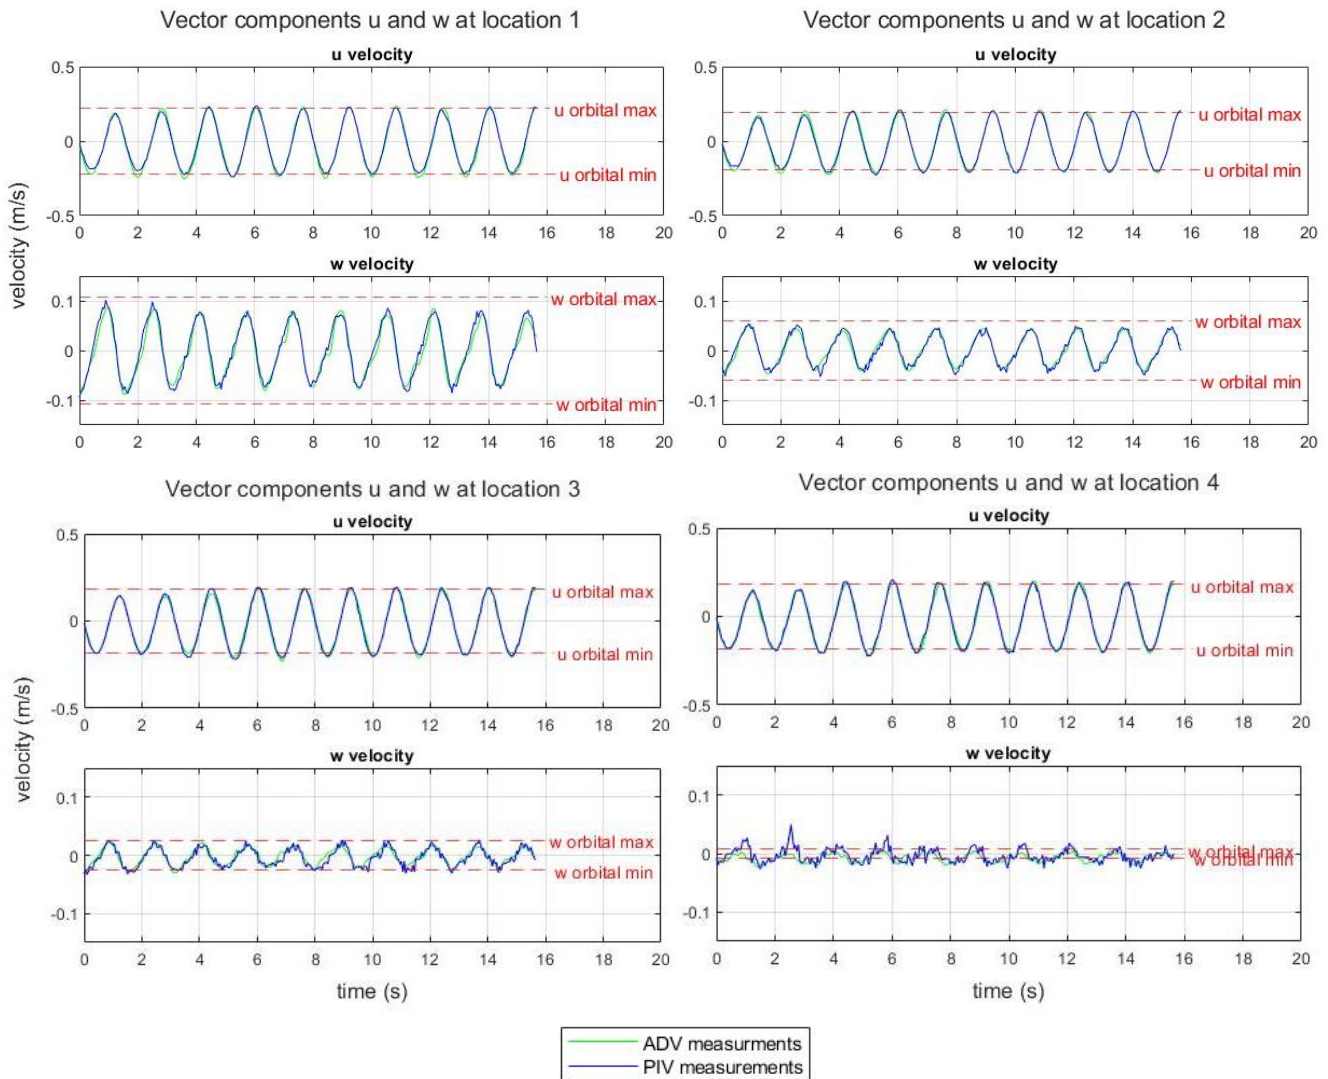 Vector components u and w at location 1
u velocity
0.5
0
-0.5
u orbital max
u orbital min
0 2 4 6 8 10 12 14 16 18 20
w velocity
0.1
0
-0.1
w orbital max
w orbital min
0 2 4 6 8 10 12 14 16 18 20
velocity (m/s)
Vector components u and w at location 2
u velocity
0.5
0
-0.5
u orbital max
u orbital min
0 2 4 6 8 10 12 14 16 18 20
w velocity
0.1
0
-0.1
w orbital max
w orbital min
0 2 4 6 8 10 12 14 16 18 20
Vector components u and w at location 3
u velocity
0.5
0
-0.5
u orbital max
u orbital min
0 2 4 6 8 10 12 14 16 18 20
w velocity
0.1
0
-0.1
w orbital max
w orbital min
0 2 4 6 8 10 12 14 16 18 20
velocity (m/s)
time (s)
Vector components u and w at location 4
u velocity
0.5
0
-0.5
u orbital max
u orbital min
0 2 4 6 8 10 12 14 16 18 20
w velocity
0.1
0
-0.1
w orbital max
w orbital min
0 2 4 6 8 10 12 14 16 18 20
time (s)
ADV measurments
PIV measurements